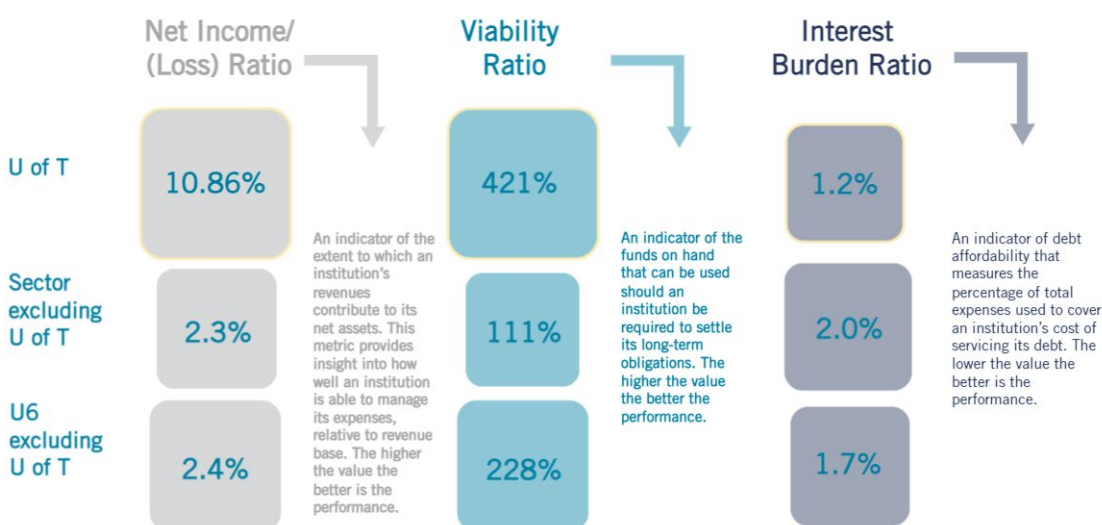 Net Income/
(Loss) Ratio
Viability
Ratio
Interest
Burden Ratio
U of T
10.86%
421%
1.2%
An indicator of the
extent to which an
institution's
revenues
contribute to its
net assets. This
metric provides
insight into how
well an institution
is able to manage
its expenses,
relative to revenue
base. The higher
the value the
better is the
performance.
An indicator of the
funds on hand
that can be used
should an
institution be
required to settle
its long-term
obligations. The
higher the value
the better the
performance.
An indicator of debt
affordability that
measures the
percentage of total
expenses used to cover
an institution's cost of
servicing its debt. The
lower the value the
better is the
performance.
Sector
excluding
U of T
2.3%
111%
2.0%
U6
excluding
U of T
2.4%
228%
1.7%